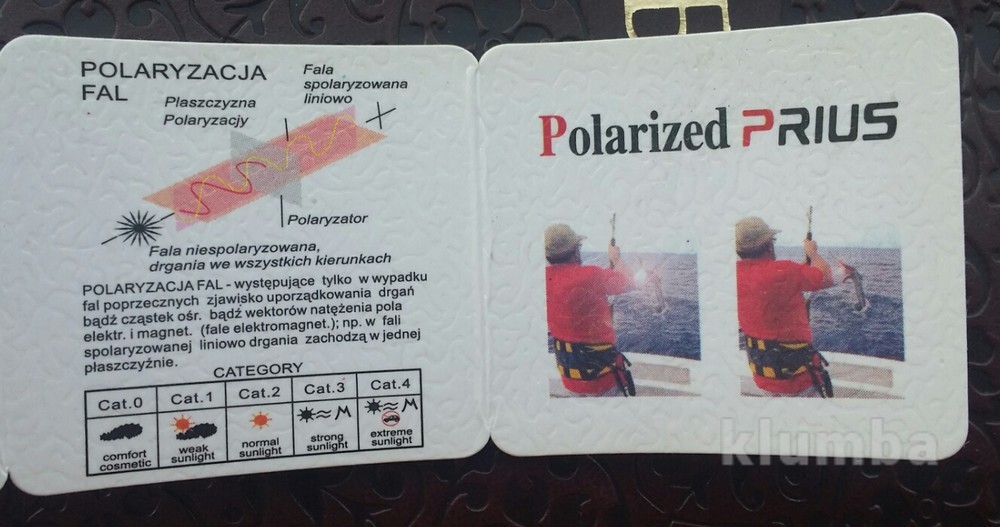 POLARYZACJA
FAL
Płaszczyzna
Polaryzacjy
Fala
spolaryzowana
liniowo
Polaryzator
Fala niespolaryzowana,
drgania we wszystkich kierunkach
POLARYZACJA FAL - występujące tylko w wypadku
fal poprzecznych zjawisko uporządkowania drgań
bądź cząstek ośr. bądź wektorów natężenia pola
elektr. i magnet. (fale elektromagnet.); np. w fali
spolaryzowanej liniowo drgania zachodzą w jednej
płaszczyźnie.
CATEGORY
Cat.0 Cat.1 Cat.2 Cat.3 Cat.4
comfort cosmetic
weak sunlight
normal sunlight
strong sunlight
extreme sunlight
Polarized PRIUS
klumba